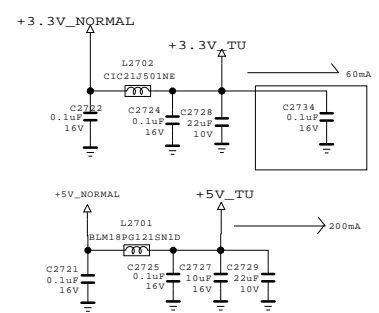 +3.3V_NORMAL
+3.3V_TU
L2702
CIC21J501NE
60mA
C2722
0.1uF
16V
C2724
0.1uF
16V
C2728
22uF
10V
C2734
0.1uF
16V
+5V_NORMAL
+5V_TU
L2701
BLM18PG121SN1D
200mA
C2721
0.1uF
16V
C2725
0.1uF
16V
C2727
10uF
16V
C2729
22uF
10V